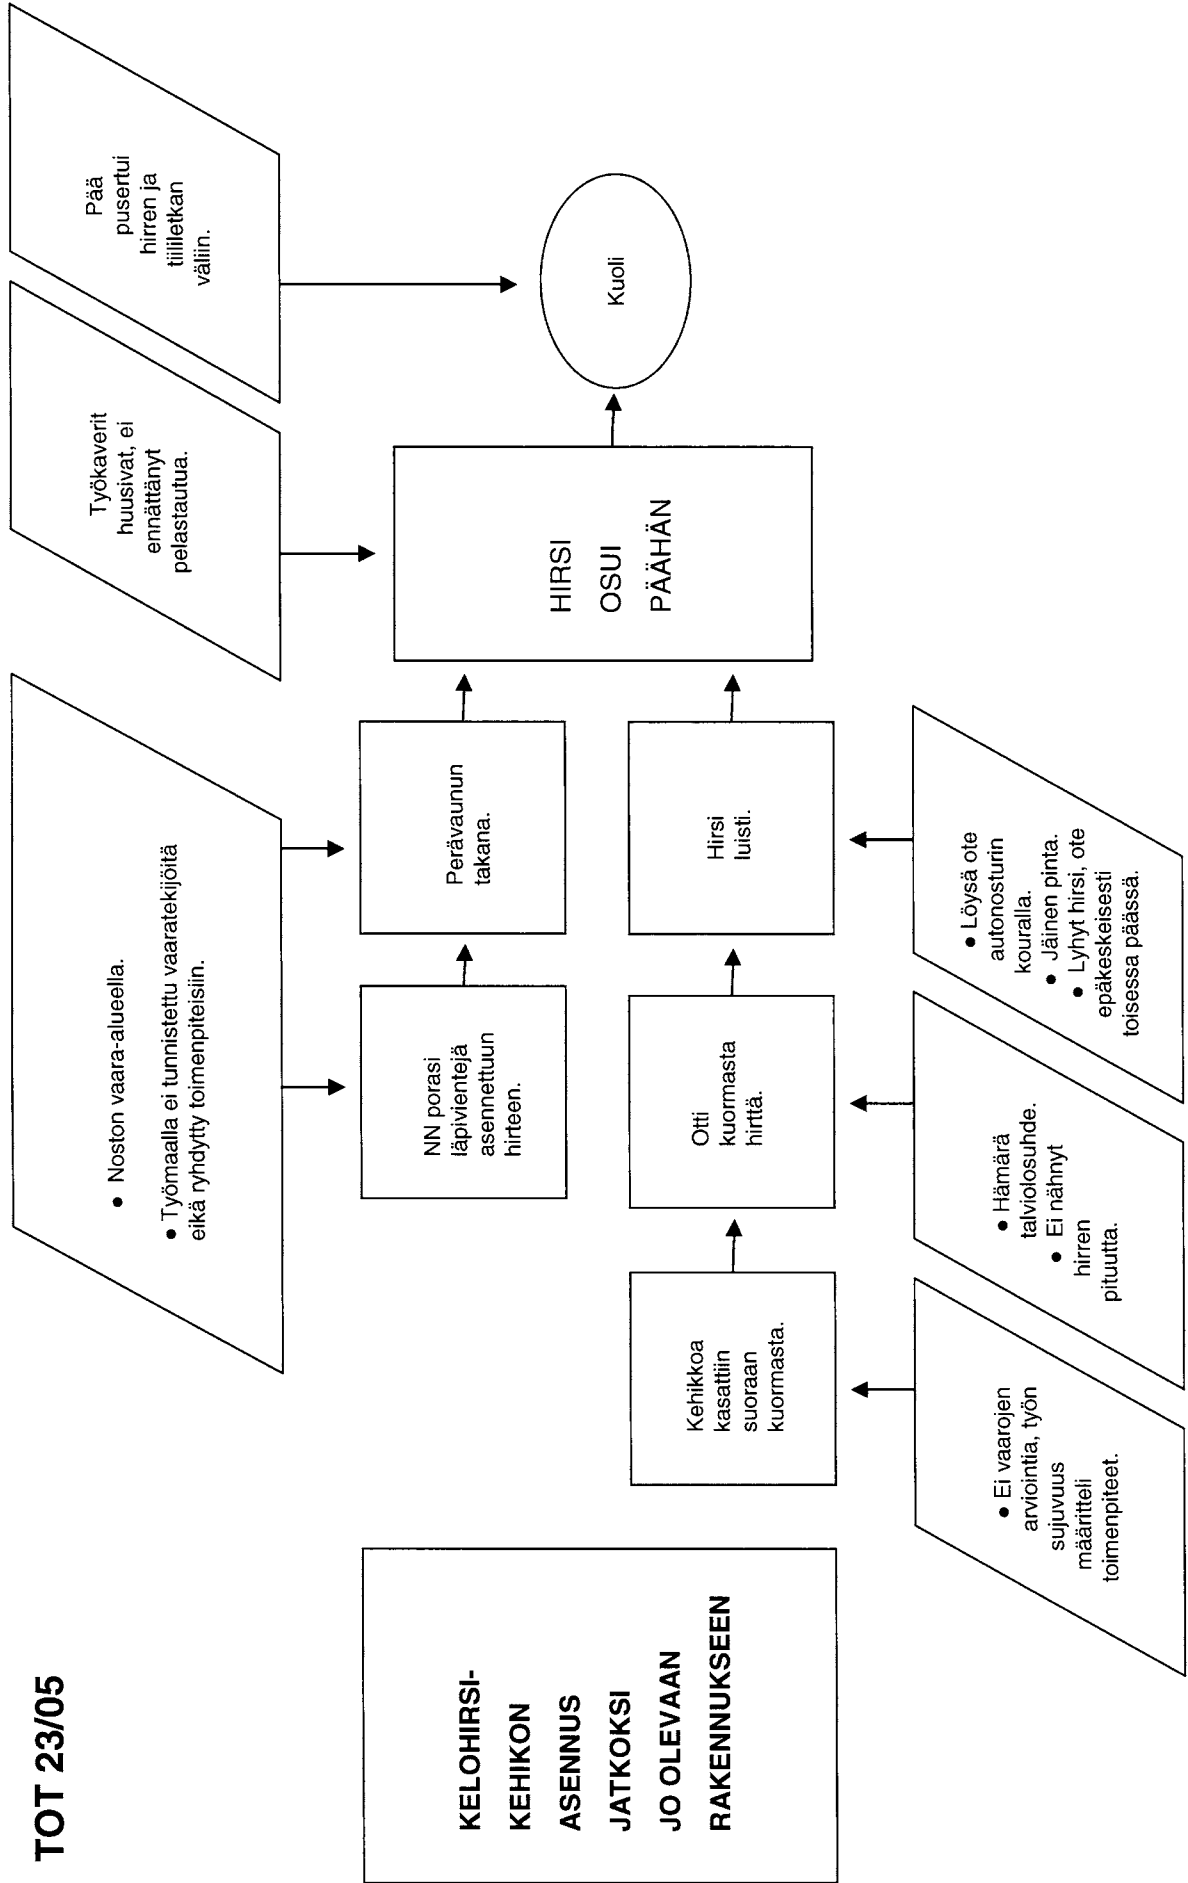 TOT 23/05
KELOHIRSI-
KEHIKON
ASENNUS
JATKOKSI
JO OLEVAAN
RAKENNUKSEEN
• Noston vaara-alueella.
• Työmaalla ei tunnistettu vaaratekijöitä
eikä ryhdytty toimenpiteisiin.
Työkaverit
huusivat, ei
ennättänyt
pelastautua.
Pää
pusertui
hirren ja
tiililetkan
väliin.
NN porasi
läpivientejä
asennettuun
hirteen.
Perävaunun
takana.
Kehikkoa
kasattiin
suoraan
kuormasta.
Otti
kuormasta
hirttä.
Hirsi
luisti.
HIRSI
OSUI
PÄÄHÄN
Kuoli
• Ei vaarojen
arviointia, työn
sujuvuus
määritteli
toimenpiteet.
• Hämärä
talviolosuhde.
• Ei nähnyt
hirren
pituutta.
• Löysä ote
autonosturin
kouralla.
• Jäinen pinta.
• Lyhyt hirsi, ote
epäkeskeisesti
toisessa päässä.